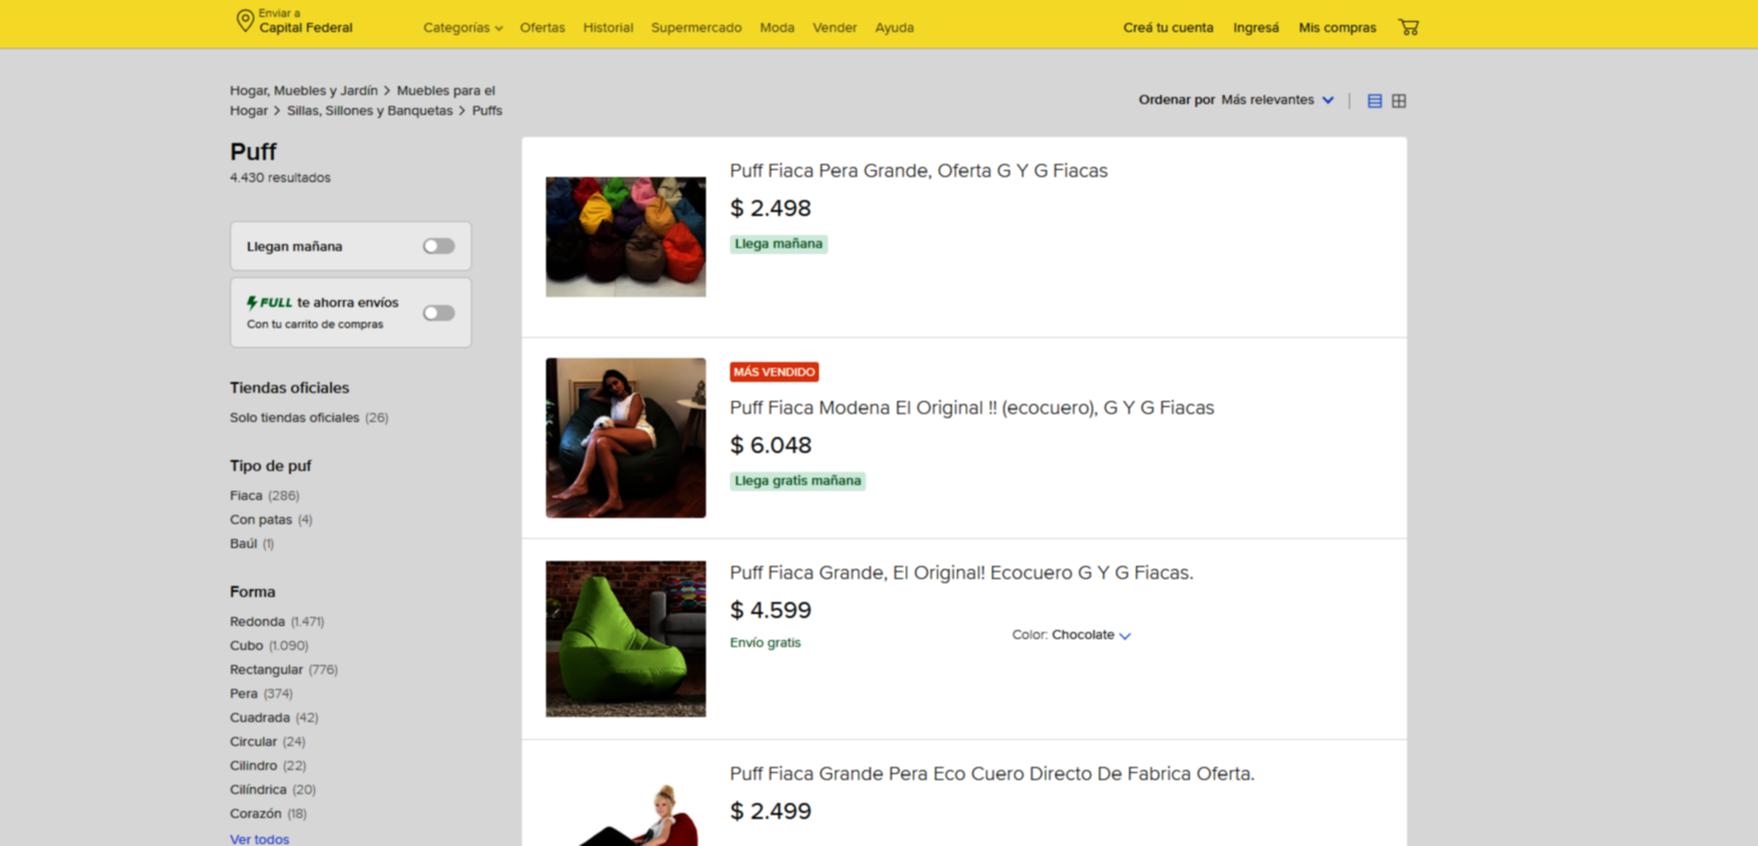 Enviar a
Capital Federal
Categorías
Ofertas
Historial
Supermercado
Moda
Vender
Ayuda
Creá tu cuenta
Ingresá
Mis compras
Hogar, Muebles y Jardín > Muebles para el
Hogar > Sillas, Sillones y Banquetas > Puffs
Ordenar por Más relevantes
Puff
4.430 resultados
Llegan mañana
FULL te ahorra envíos
Con tu carrito de compras
Tiendas oficiales
Solo tiendas oficiales (26)
Tipo de puf
Fiaca (286)
Con patas (4)
Baúl (1)
Forma
Redonda (1.471)
Cubo (1.090)
Rectangular (776)
Pera (374)
Cuadrada (42)
Circular (24)
Cilindro (22)
Cilíndrica (20)
Corazón (18)
Ver todos
Puff Fiaca Pera Grande, Oferta G Y G Fiacas
$ 2.498
Llega mañana
MÁS VENDIDO
Puff Fiaca Modena El Original !! (ecocuero), G Y G Fiacas
$ 6.048
Llega gratis mañana
Puff Fiaca Grande, El Original! Ecocuero G Y G Fiacas.
$ 4.599
Envío gratis
Color: Chocolate
Puff Fiaca Grande Pera Eco Cuero Directo De Fabrica Oferta.
$ 2.499